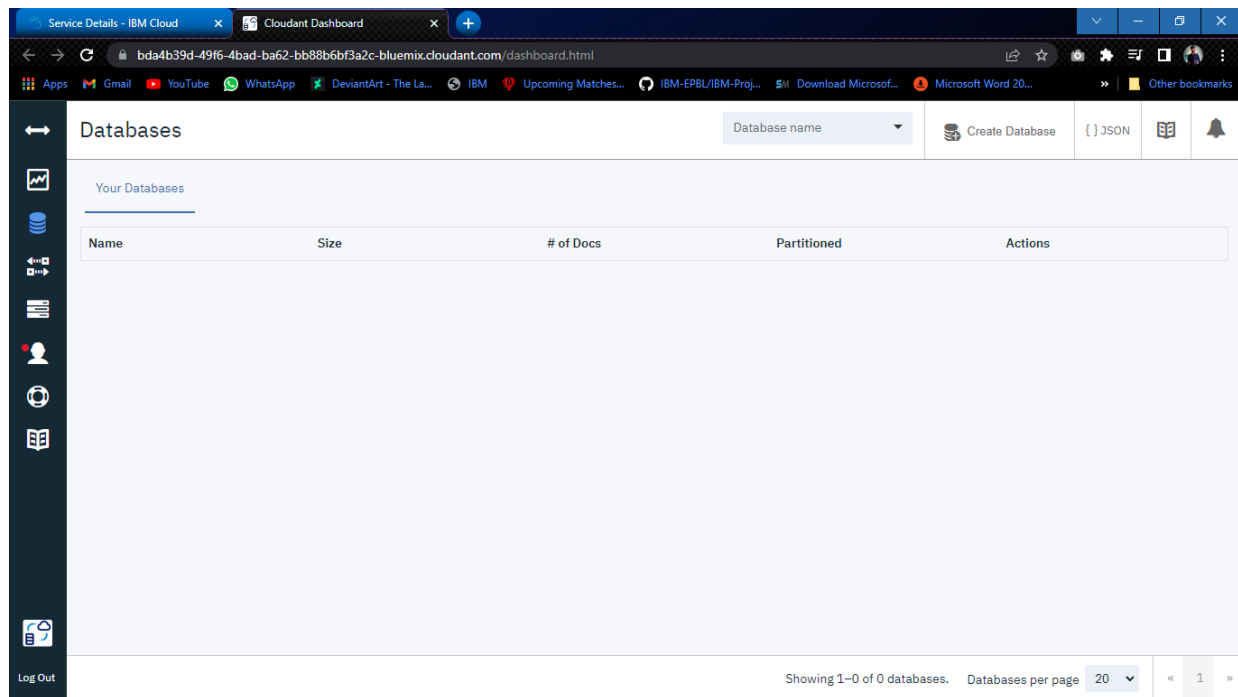 Service Details - IBM Cloud
Cloudant Dashboard
bda4b39d-49f6-4bad-ba62-bb88b6bf3a2c-bluemix.cloudant.com/dashboard.html
Apps Gmail YouTube WhatsApp DeviantArt - The La... IBM Upcoming Matches... IBM-EPBL/IBM-Proj... SM Download Microsof... Microsoft Word 20... » Other bookmarks
Databases
Database name
Create Database
{ } JSON
Your Databases
Name Size # of Docs Partitioned Actions
Log Out
Showing 1–0 of 0 databases. Databases per page 20 « 1 »